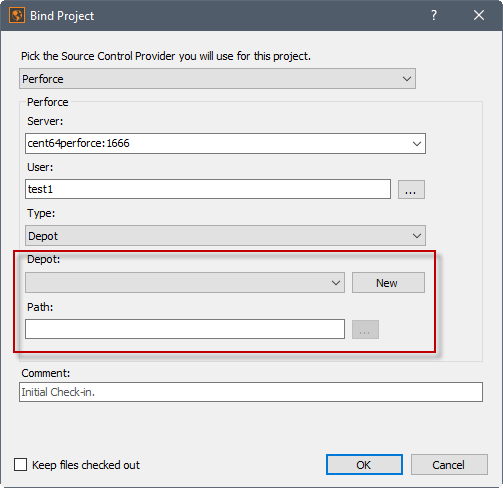 Bind Project
Pick the Source Control Provider you will use for this project.
Perforce
Perforce
Server:
cent64perforce:1666
User:
test1
...
Type:
Depot
Depot:
New
Path:
...
Comment:
Initial Check-in.
Keep files checked out
OK
Cancel